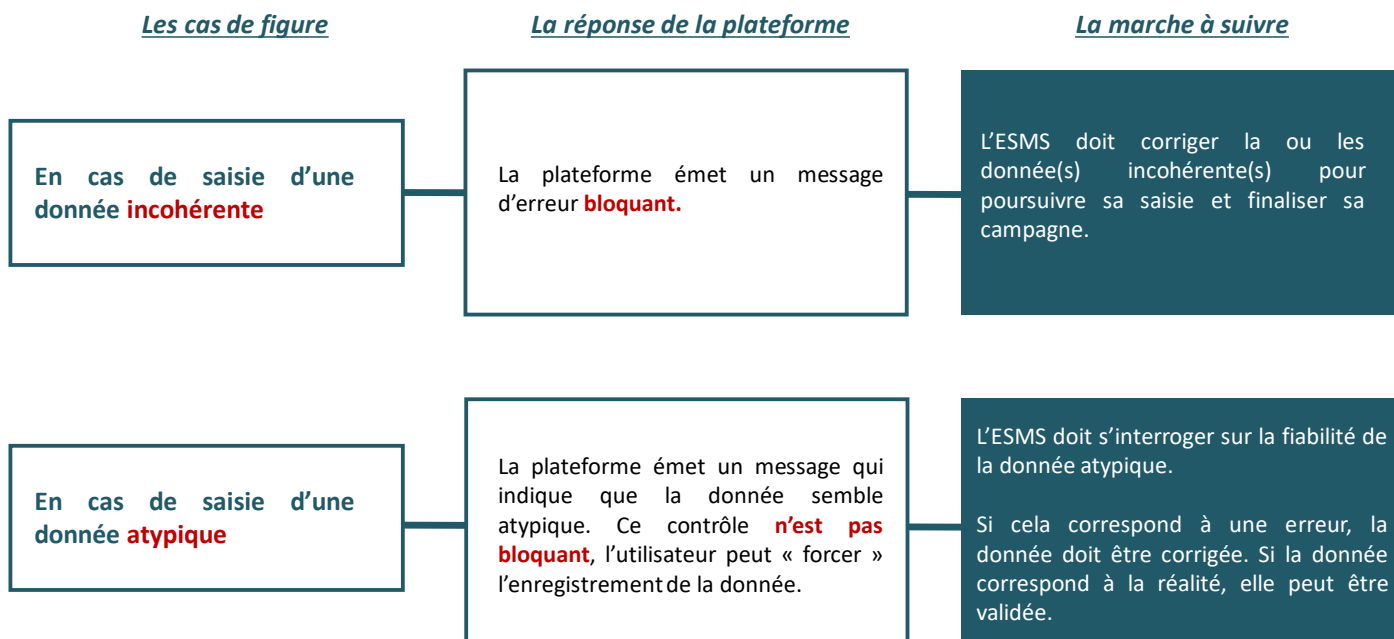 Les cas de figure
La réponse de la plateforme
La marche à suivre
En cas de saisie d’une
donnée incohérente
La plateforme émet un message
d’erreur bloquant.
L’ESMS doit corriger la ou les
donnée(s) incohérente(s) pour
poursuivre sa saisie et finaliser sa
campagne.
En cas de saisie d’une
donnée atypique
La plateforme émet un message qui
indique que la donnée semble
atypique. Ce contrôle n’est pas
bloquant, l’utilisateur peut « forcer »
l’enregistrement de la donnée.
L’ESMS doit s’interroger sur la fiabilité de
la donnée atypique.
Si cela correspond à une erreur, la
donnée doit être corrigée. Si la donnée
correspond à la réalité, elle peut être
validée.